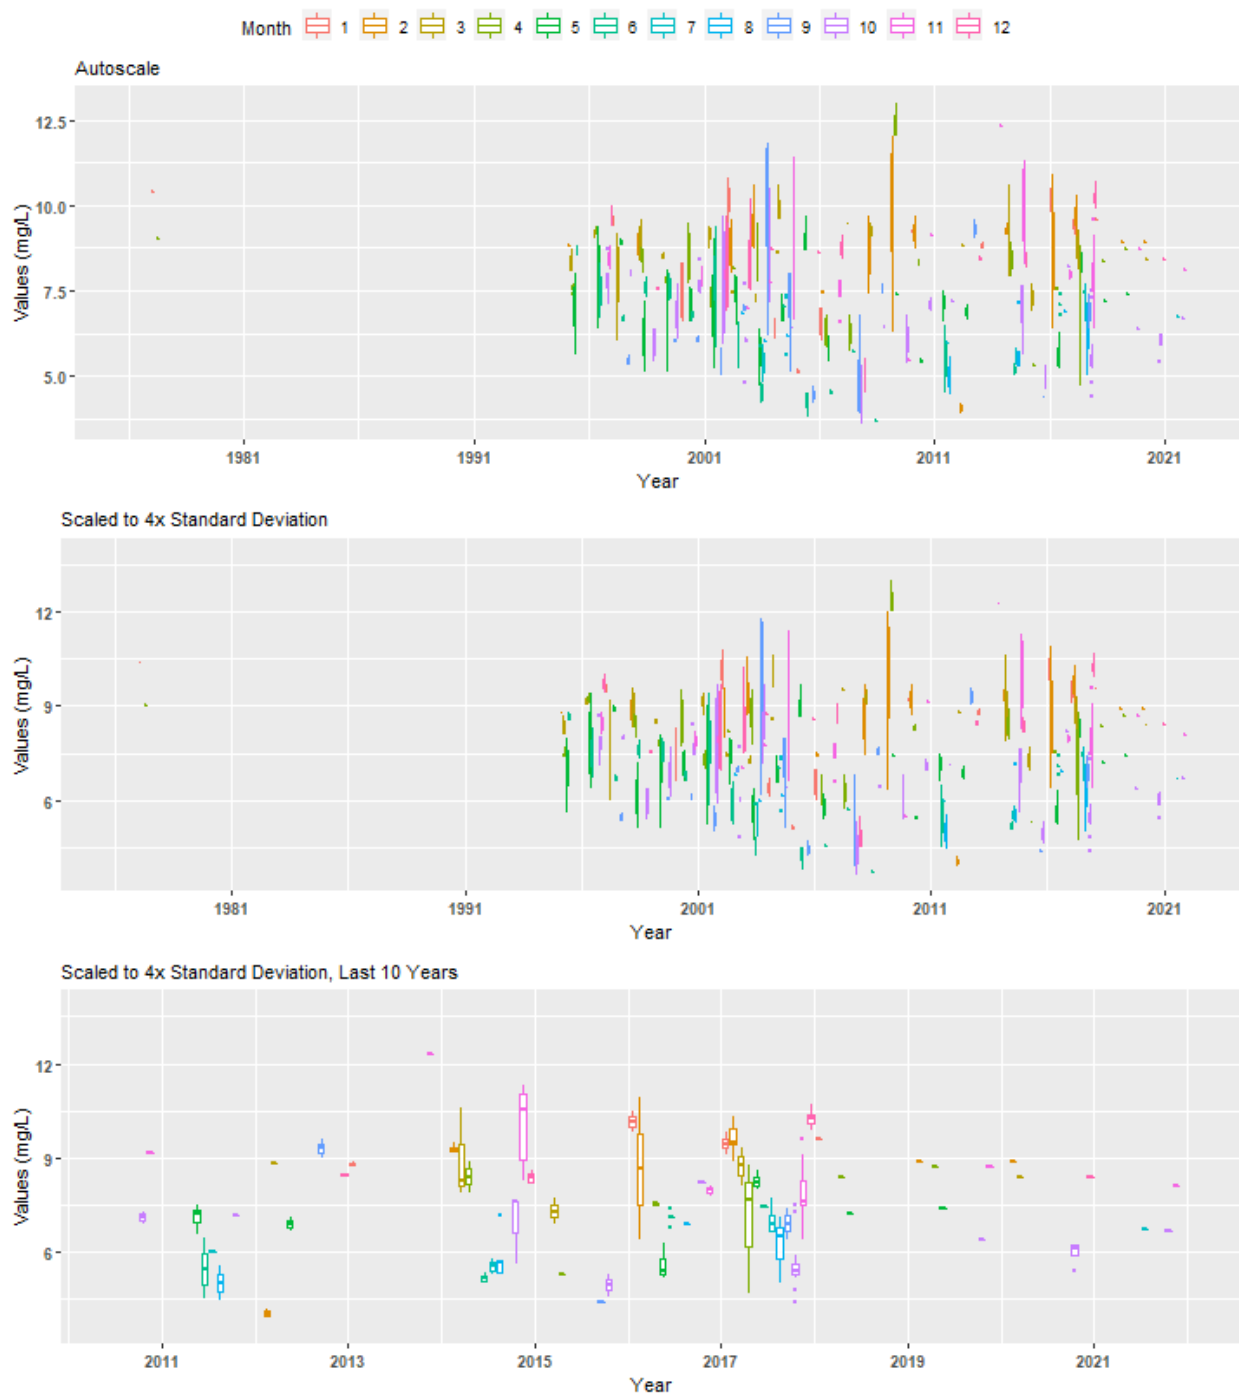 Month 1 2 3 4 5 6 7 8 9 10 11 12
Autoscale
12.5
10.0
7.5
5.0
Values (mg/L)
1981 1991 2001 2011 2021
Year
Scaled to 4x Standard Deviation
12
9
6
Values (mg/L)
1981 1991 2001 2011 2021
Year
Scaled to 4x Standard Deviation, Last 10 Years
12
9
6
Values (mg/L)
2011 2013 2015 2017 2019 2021
Year